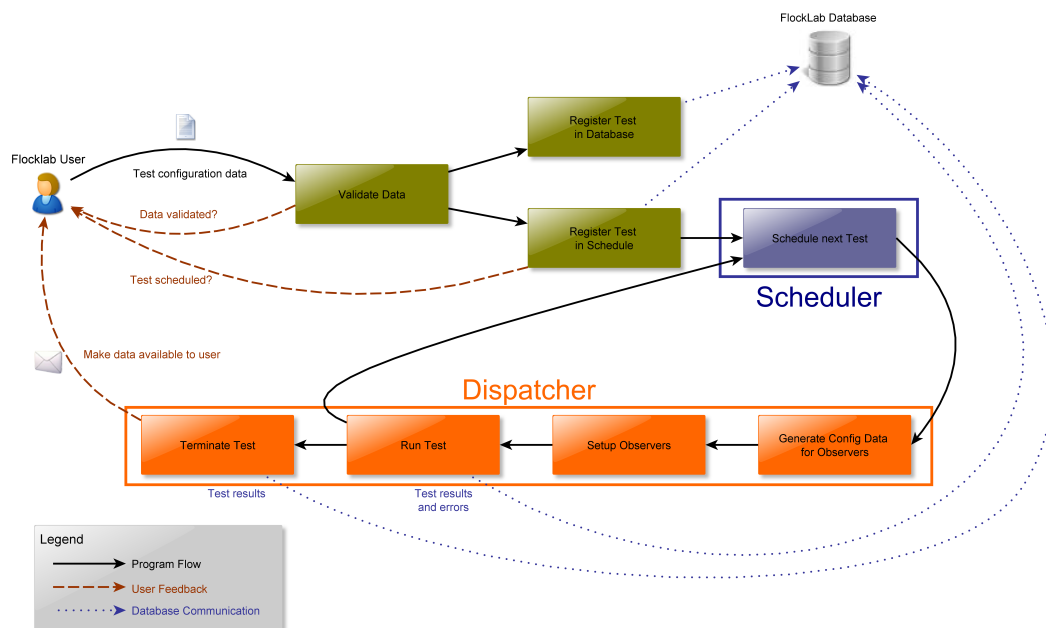 FlockLab Database
Register Test
in Database
Flocklab User
Test configuration data
Validate Data
Data validated?
Register Test
in Schedule
Schedule next Test
Test scheduled?
Scheduler
Make data available to user
Dispatcher
Terminate Test
Run Test
Setup Observers
Generate Config Data
for Observers
Test results
Test results
and errors
Legend
Program Flow
User Feedback
Database Communication